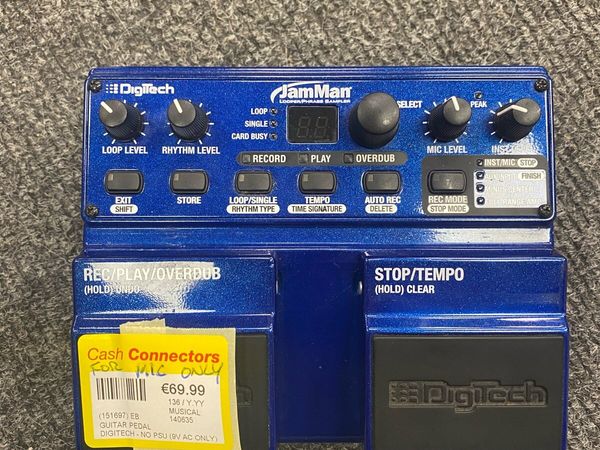 DigiTech
JamMan
LOOPER/PHRASE SAMPLER
LOOP
SINGLE
CARD BUSY
SELECT
PEAK
LOOP LEVEL
RHYTHM LEVEL
MIC LEVEL
INST
RECORD
PLAY
OVERDUB
INST/MIC
STOP
AUX INPUT
FINISH
EXIT
STORE
LOOP/SINGLE
TEMPO
AUTO REC
REC MODE
SHIFT
RHYTHM TYPE
TIME SIGNATURE
DELETE
STOP MODE
REC/PLAY/OVERDUB
(HOLD) UNDO
STOP/TEMPO
(HOLD) CLEAR
Cash Connectors
FOR MIC ONLY
€69.99
136 / Y.YY
MUSICAL
140635
(151697) EB
GUITAR PEDAL
DIGITECH - NO PSU (9V AC ONLY)
DigiTech